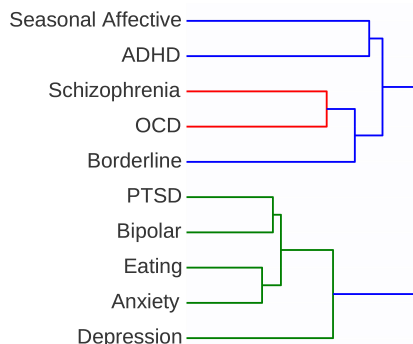 Seasonal Affective
ADHD
Schizophrenia
OCD
Borderline
PTSD
Bipolar
Eating
Anxiety
Depression